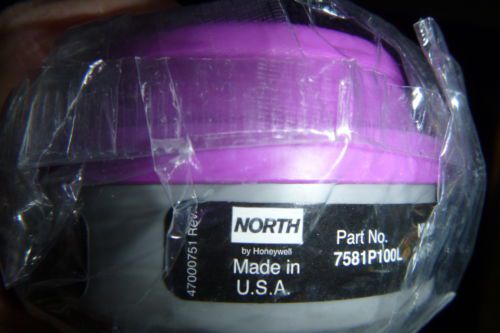 47000751 Rev.
NORTH
by Honeywell
Made in
U.S.A.
Part No.
7581P100L